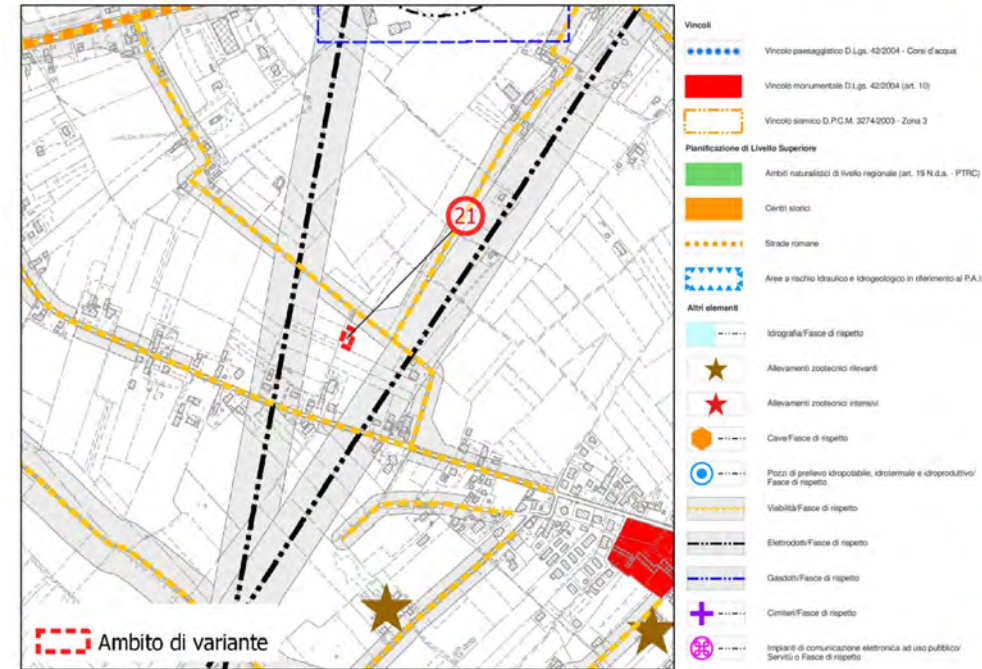 21
Ambito di variante
Vincoli
Vincolo paesaggistico D.Lgs. 42/2004 - Corsi d'acqua
Vincolo monumentale D.Lgs. 42/2004 (art. 10)
Vincolo sismico D.P.C.M. 3274/2003 - Zona 3
Pianificazione di Livello Superiore
Ambiti naturalistici di livello regionale (art. 19 N.d.a. - PTRC)
Centri storici
Strade romane
Aree a rischio Idraulico e Idrogeologico in riferimento al P.A.I.
Altri elementi
Idrografia/Fasce di rispetto
Allevamenti zootecnici rilevanti
Allevamenti zootecnici intensivi
Cave/Fasce di rispetto
Pozzi di prelievo idropotabile, idrotermale e idroproduttivo/
Fasce di rispetto
Viabilità/Fasce di rispetto
Elettrodotti/Fasce di rispetto
Gasdotti/Fasce di rispetto
Cimiteri/Fasce di rispetto
Impianti di comunicazione elettronica ad uso pubblico/
Servitù o Fasce di rispetto